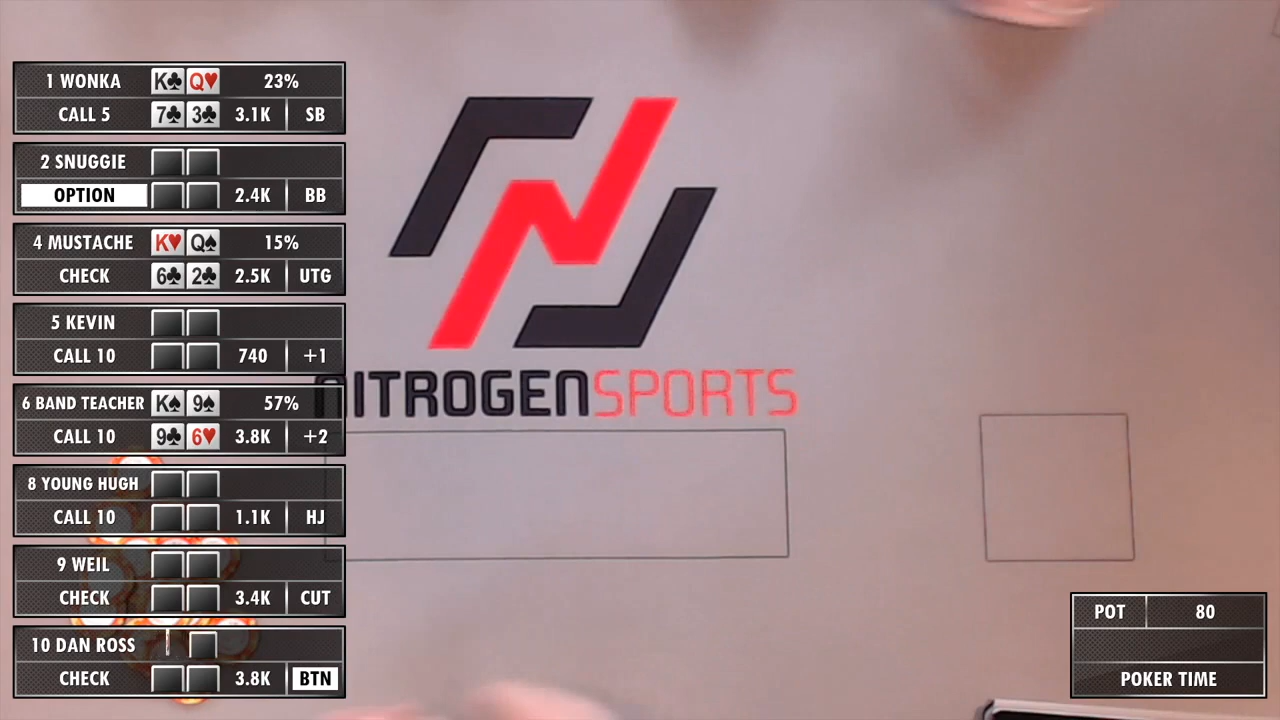 1 WONKA K♣ Q♥ 23%
CALL 5 7♣ 3♣ 3.1K SB
2 SNUGGIE
OPTION 2.4K BB
4 MUSTACHE K♥ Q♠ 15%
CHECK 6♣ 2♣ 2.5K UTG
5 KEVIN
CALL 10 740 +1
6 BAND TEACHER K♠ 9♠ 57%
CALL 10 9♣ 6♥ 3.8K +2
8 YOUNG HUGH
CALL 10 1.1K HJ
9 WEIL
CHECK 3.4K CUT
10 DAN ROSS
CHECK 3.8K BTN
NITROGENSPORTS
POT 80
POKER TIME